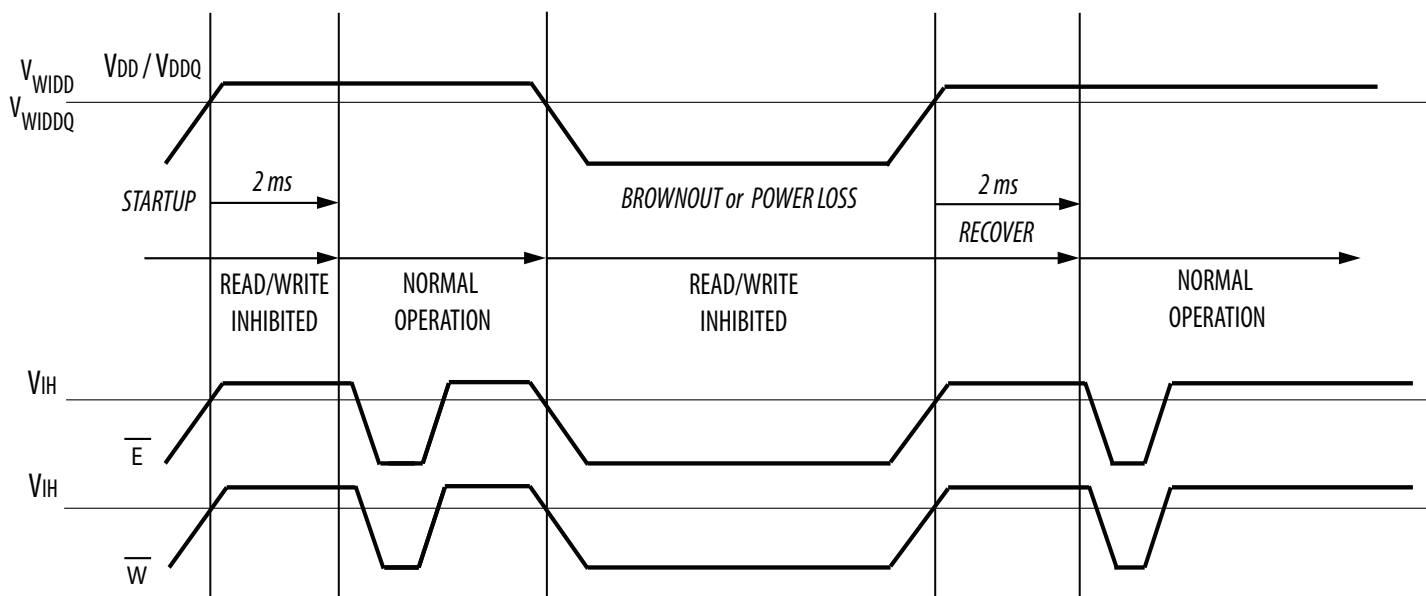 VWIDD
VDD / VDDQ
VWIDDQ
STARTUP
2 ms
BROWNOUT or POWER LOSS
2 ms
RECOVER
READ/WRITE
INHIBITED
NORMAL
OPERATION
READ/WRITE
INHIBITED
NORMAL
OPERATION
VIH
E
VIH
W